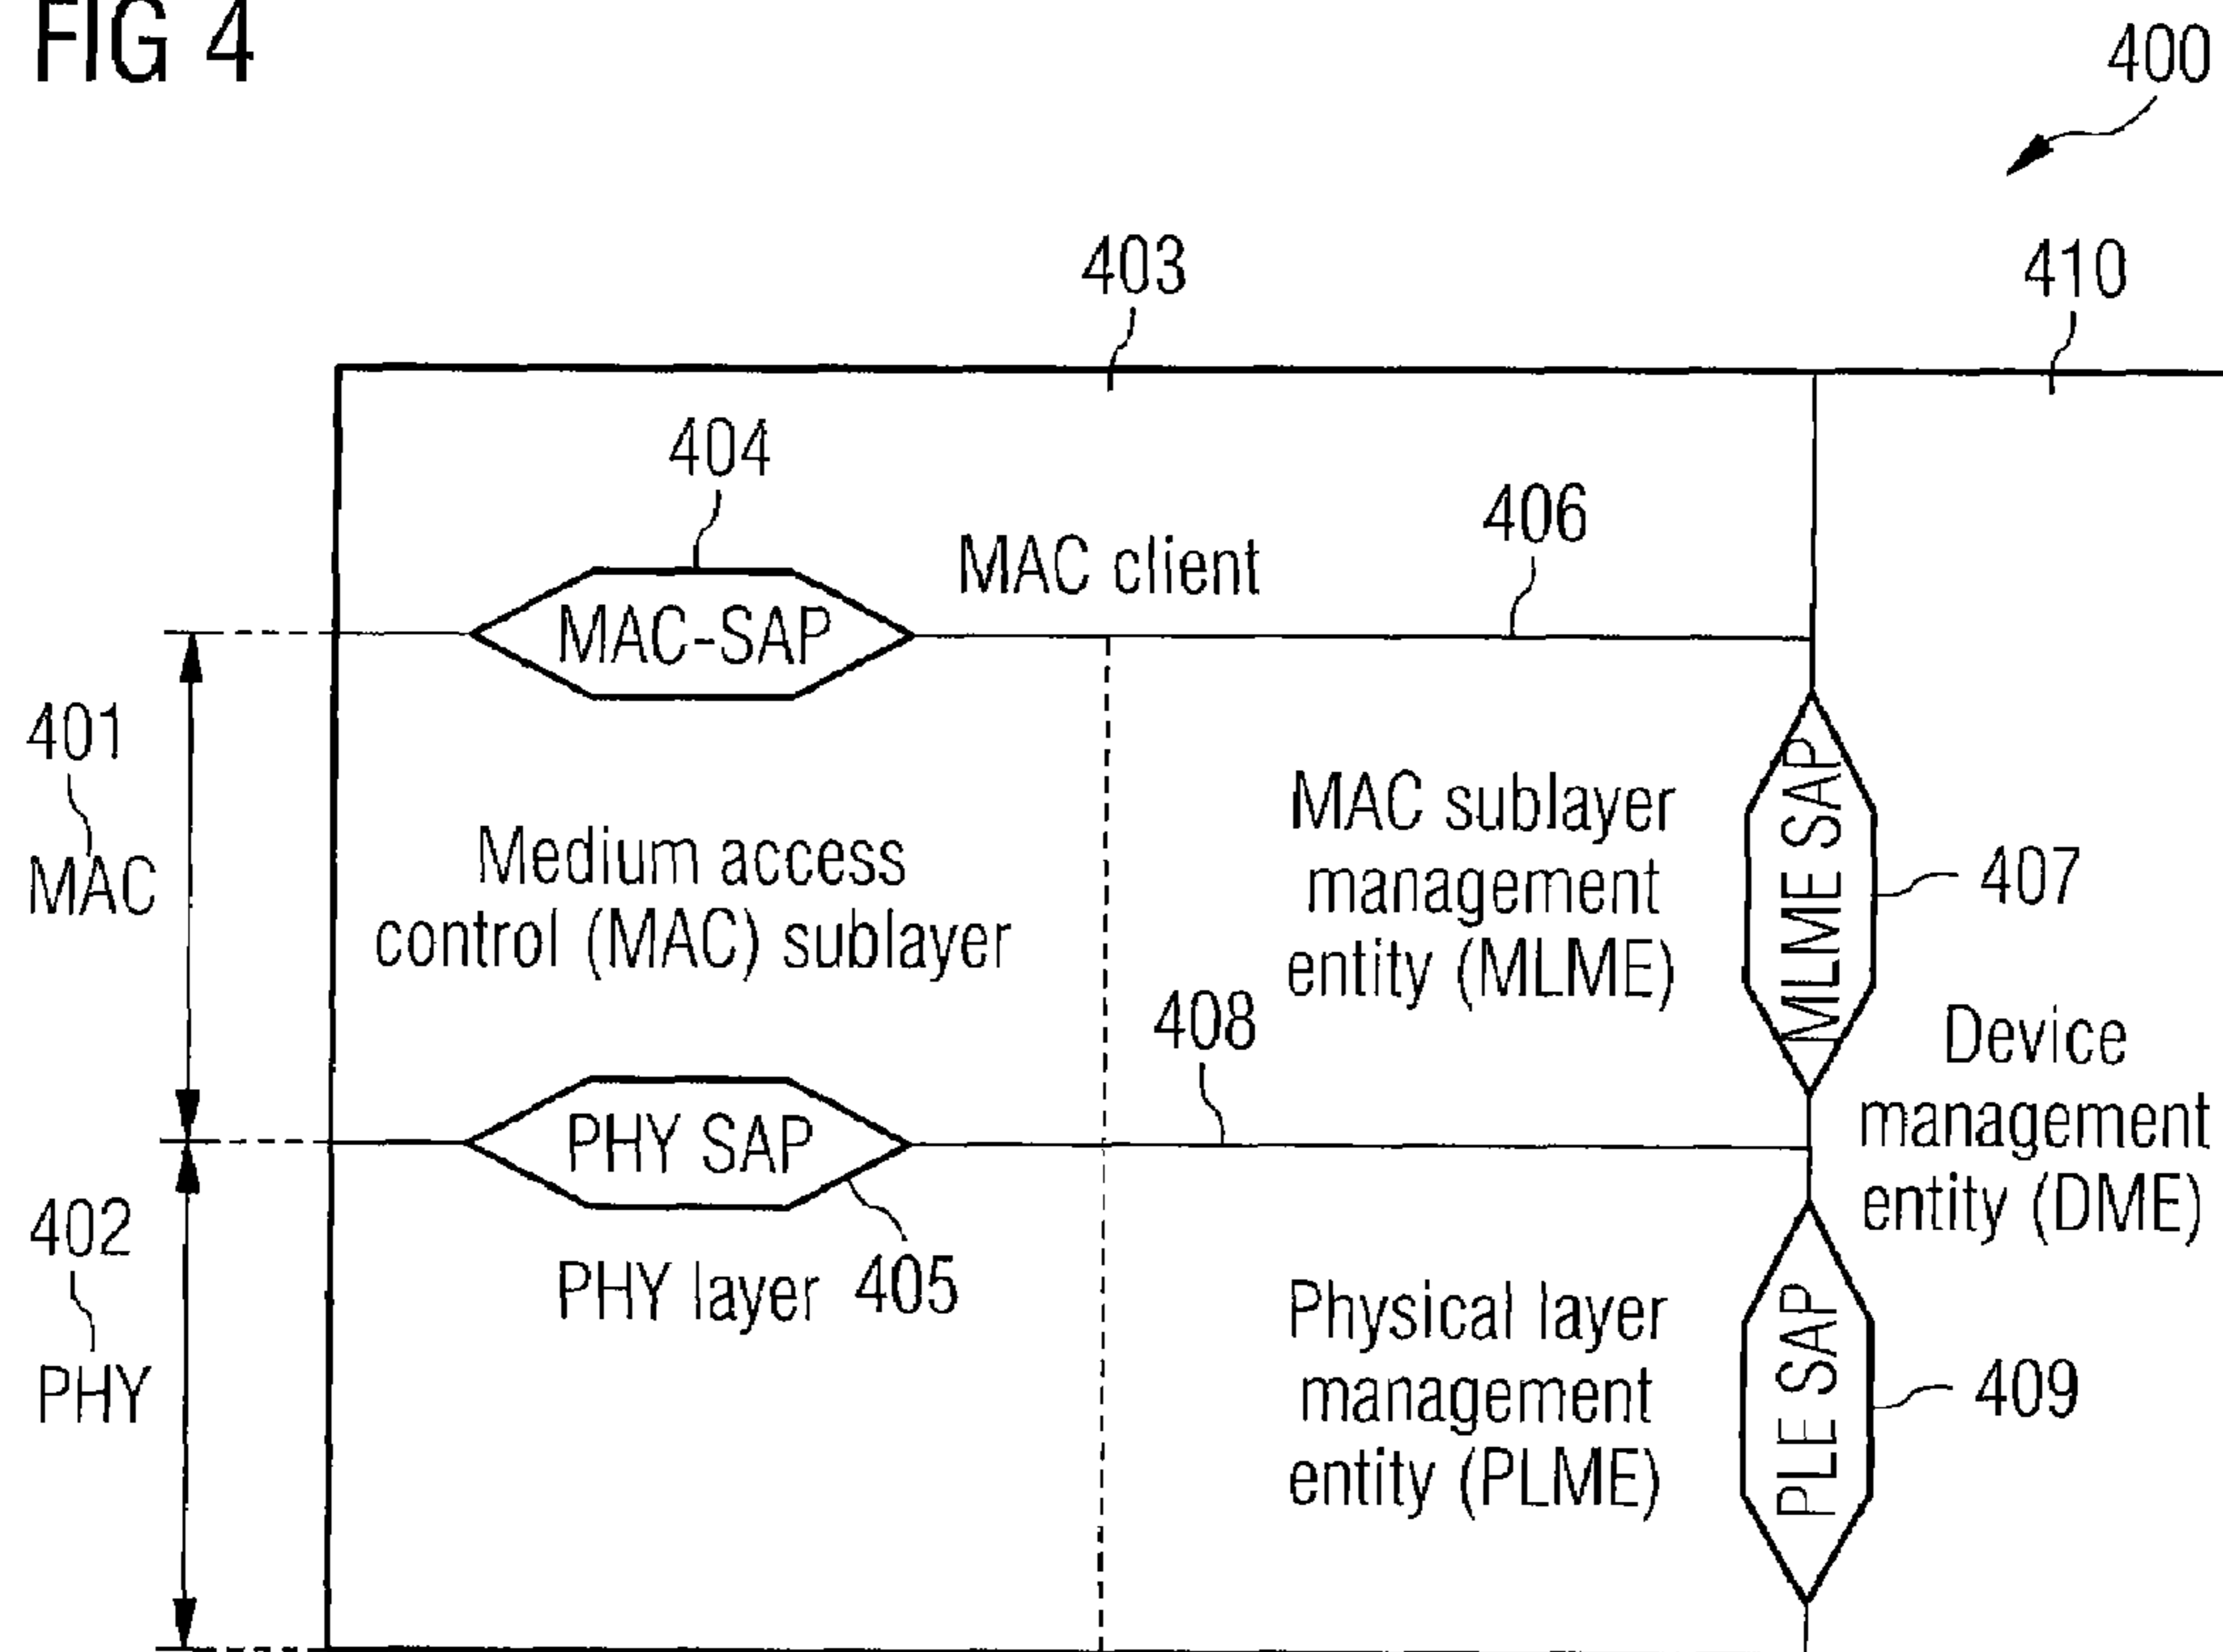 FIG 4
400
403
410
404
406
MAC client
MAC-SAP
401
MAC
Medium access
control (MAC) sublayer
MAC sublayer
management
entity (MLME)
MLME SAP
407
408
Device
management
entity (DME)
PHY SAP
405
402
PHY
PHY layer
Physical layer
management
entity (PLME)
PLE SAP
409